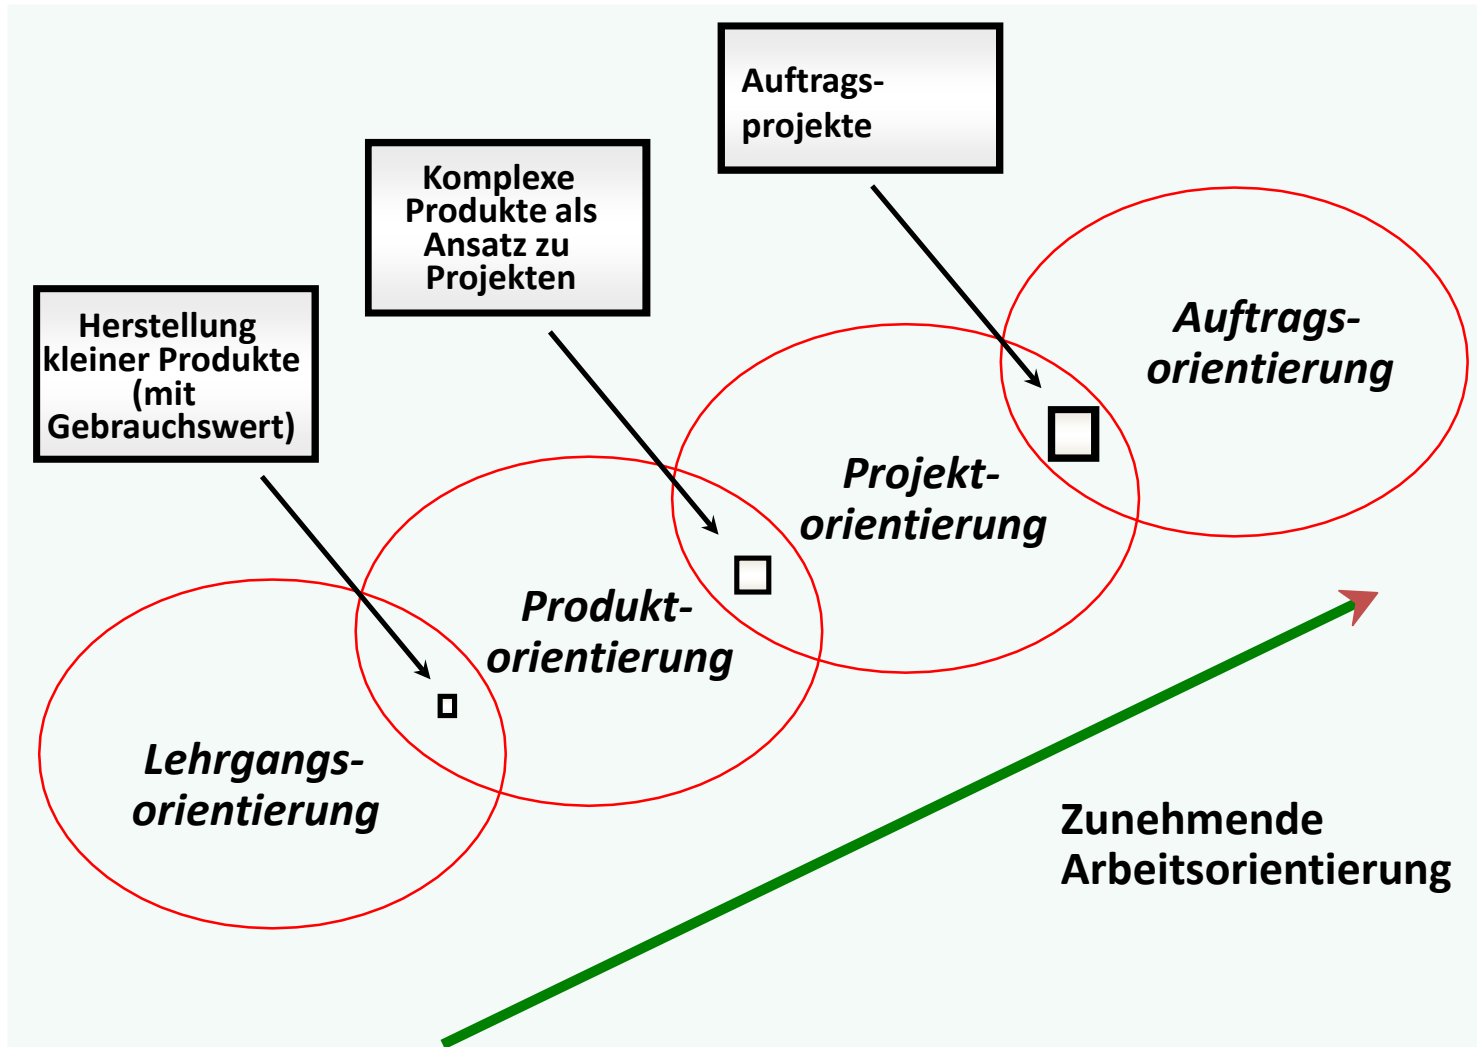 Auftrags-
projekte
Komplexe
Produkte als
Ansatz zu
Projekten
Herstellung
kleiner Produkte
(mit
Gebrauchswert)
Auftrags-
orientierung
Projekt-
orientierung
Produkt-
orientierung
Lehrgangs-
orientierung
Zunehmende
Arbeitsorientierung